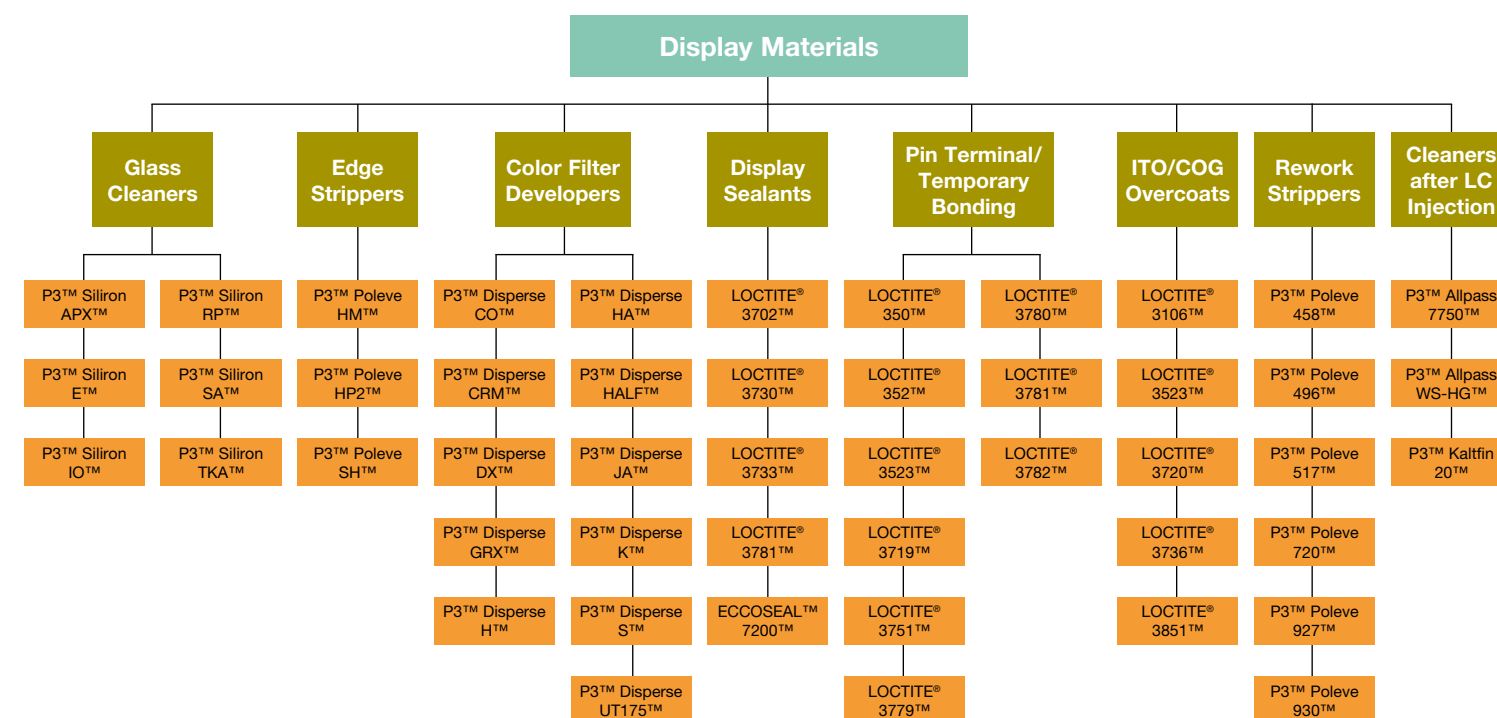 Display Materials
Glass
Cleaners
Edge
Strippers
Color Filter
Developers
Display
Sealants
Pin Terminal/
Temporary
Bonding
ITO/COG
Overcoats
Rework
Strippers
Cleaners
after LC
Injection
P3™ Siliron
APX™
P3™ Siliron
E™
P3™ Siliron
IO™
P3™ Siliron
RP™
P3™ Siliron
SA™
P3™ Siliron
TKA™
P3™ Poleve
HM™
P3™ Poleve
HP2™
P3™ Poleve
SH™
P3™ Disperse
CO™
P3™ Disperse
CRM™
P3™ Disperse
DX™
P3™ Disperse
GRX™
P3™ Disperse
H™
P3™ Disperse
HA™
P3™ Disperse
HALF™
P3™ Disperse
JA™
P3™ Disperse
K™
P3™ Disperse
S™
P3™ Disperse
UT175™
LOCTITE®
3702™
LOCTITE®
3730™
LOCTITE®
3733™
LOCTITE®
3781™
ECCOSEAL™
7200™
LOCTITE®
350™
LOCTITE®
352™
LOCTITE®
3523™
LOCTITE®
3719™
LOCTITE®
3751™
LOCTITE®
3779™
LOCTITE®
3780™
LOCTITE®
3781™
LOCTITE®
3782™
LOCTITE®
3106™
LOCTITE®
3523™
LOCTITE®
3720™
LOCTITE®
3736™
LOCTITE®
3851™
P3™ Poleve
458™
P3™ Poleve
496™
P3™ Poleve
517™
P3™ Poleve
720™
P3™ Poleve
927™
P3™ Poleve
930™
P3™ Allpass
7750™
P3™ Allpass
WS-HG™
P3™ Kaltfin
20™